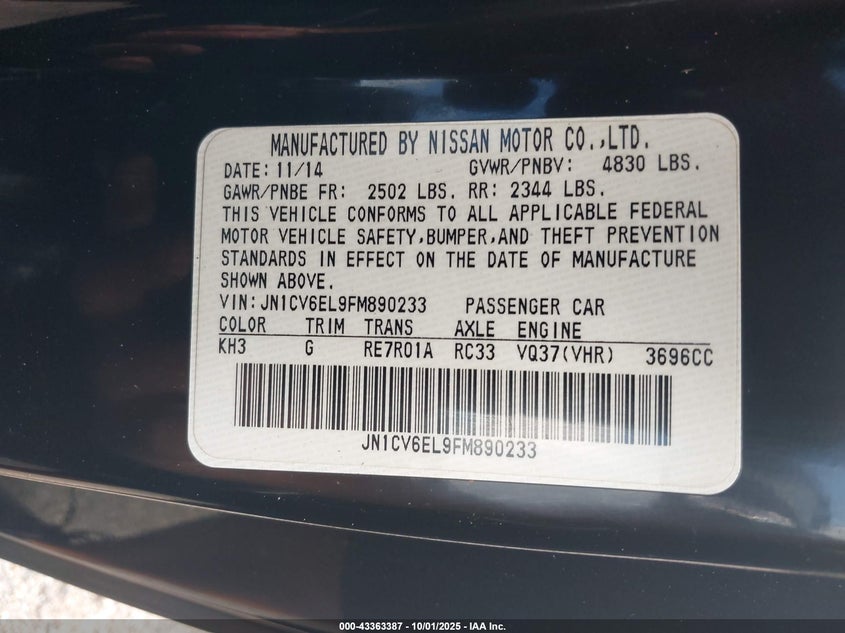 MANUFACTURED BY NISSAN MOTOR CO.,LTD.
DATE: 11/14 GVWR/PNBV: 4830 LBS.
GAWR/PNBE FR: 2502 LBS. RR: 2344 LBS.
THIS VEHICLE CONFORMS TO ALL APPLICABLE FEDERAL
MOTOR VEHICLE SAFETY,BUMPER,AND THEFT PREVENTION
STANDARDS IN EFFECT ON THE DATE OF MANUFACTURE
SHOWN ABOVE.
VIN:JN1CV6EL9FM890233 PASSENGER CAR
COLOR TRIM TRANS AXLE ENGINE
KH3 G RE7R01A RC33 VQ37(VHR) 3696CC
JN1CV6EL9FM890233
000-43363387 - 10/01/2025 - IAA Inc.